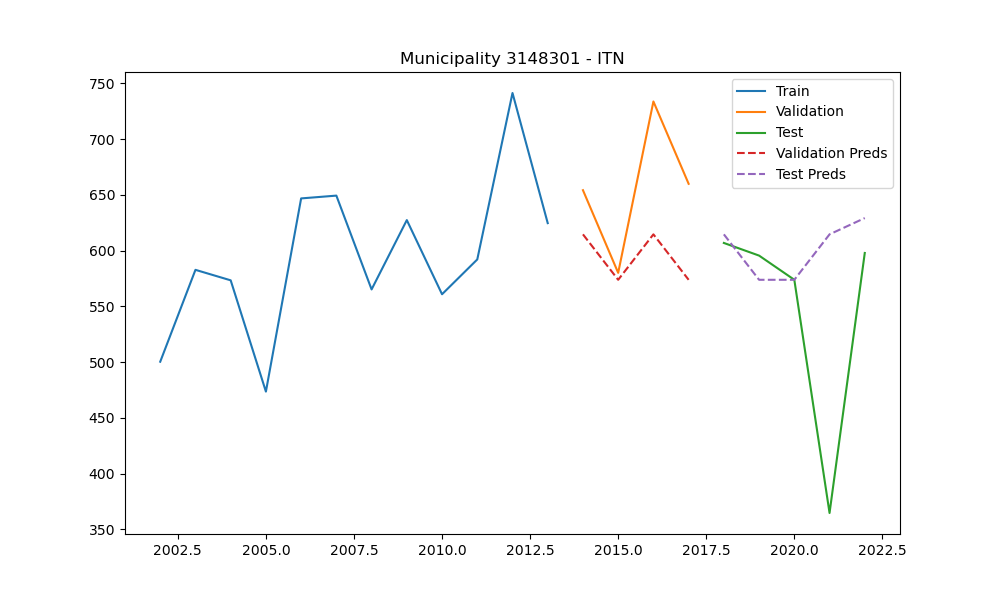 Municipality 3148301 - ITN
750
700
650
600
550
500
450
400
350
Train
Validation
Test
Validation Preds
Test Preds
2002.5 2005.0 2007.5 2010.0 2012.5 2015.0 2017.5 2020.0 2022.5